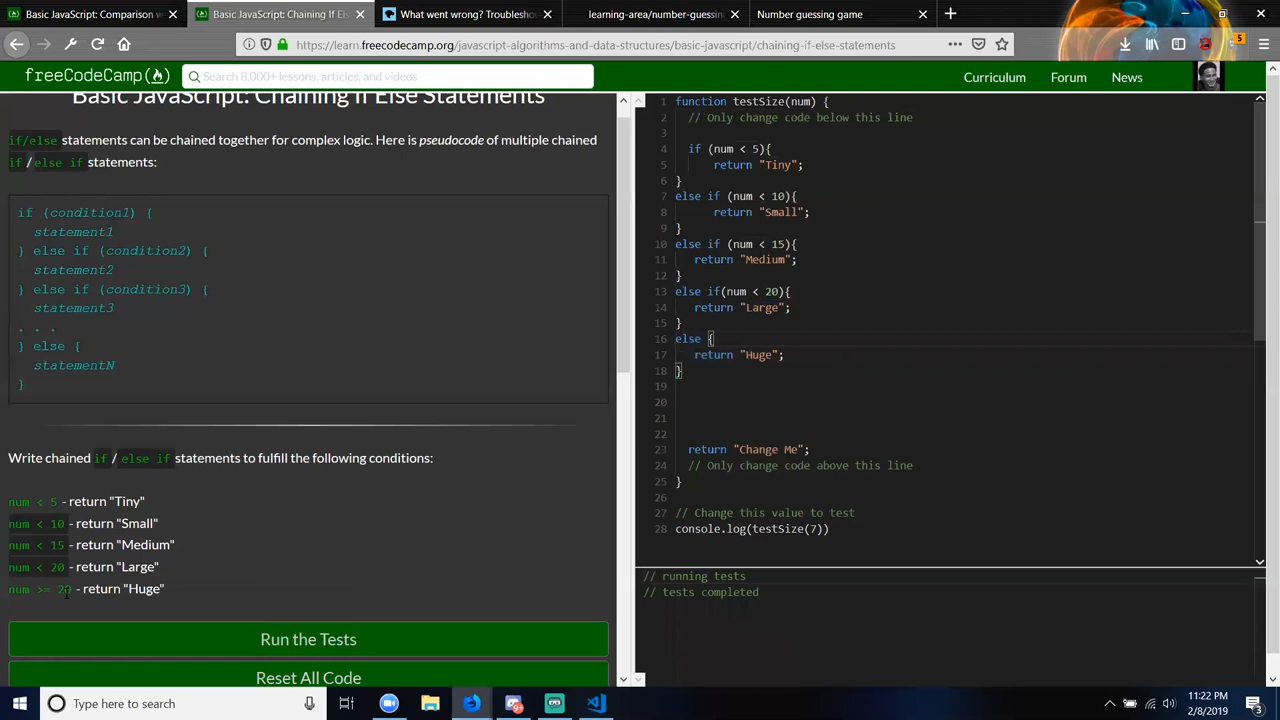 Basic JavaScript: Comparison w
Basic JavaScript: Chaining If Els
What went wrong? Troublesho
learning-area/number-guessin
Number guessing game
https://learn.freecodecamp.org/javascript-algorithms-and-data-structures/basic-javascript/chaining-if-else-statements
5
freeCodeCamp
Search 8,000+ lessons, articles, and videos
Curriculum
Forum
News
Basic JavaScript: Chaining If Else Statements
if/else statements can be chained together for complex logic. Here is pseudocode of multiple chained
if / else if statements:
if (condition1) {
statement1
} else if (condition2) {
statement2
} else if (condition3) {
statement3
. . .
} else {
statementN
}
Write chained if / else if statements to fulfill the following conditions:
num < 5 - return "Tiny"
num < 10 - return "Small"
num < 15 - return "Medium"
num < 20 - return "Large"
num >= 20 - return "Huge"
Run the Tests
Reset All Code
1 function testSize(num) {
2 // Only change code below this line
3
4 if (num < 5){
5 return "Tiny";
6 }
7 else if (num < 10){
8 return "Small";
9 }
10 else if (num < 15){
11 return "Medium";
12 }
13 else if(num < 20){
14 return "Large";
15 }
16 else {
17 return "Huge";
18 }
19
20
21
22
23 return "Change Me";
24 // Only change code above this line
25 }
26
27 // Change this value to test
28 console.log(testSize(7))
// running tests
// tests completed
Type here to search
11:22 PM
2/8/2019
3